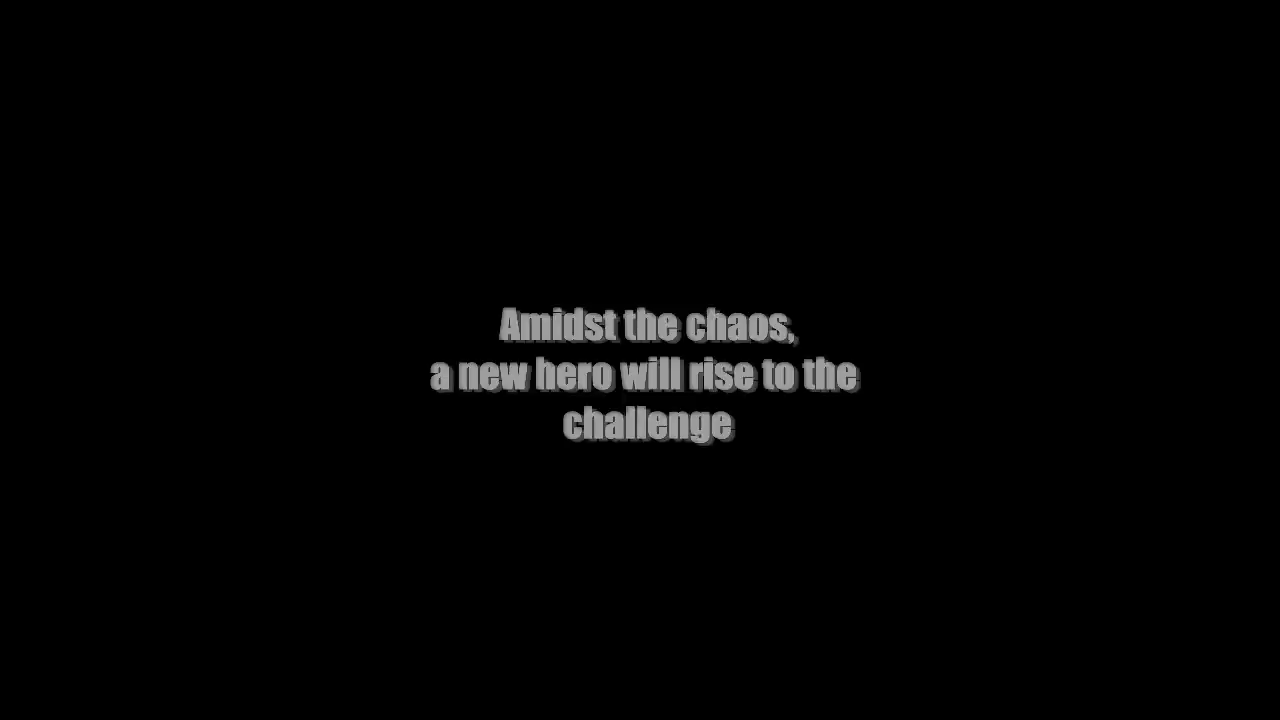 Amidst the chaos,
a new hero will rise to the
challenge